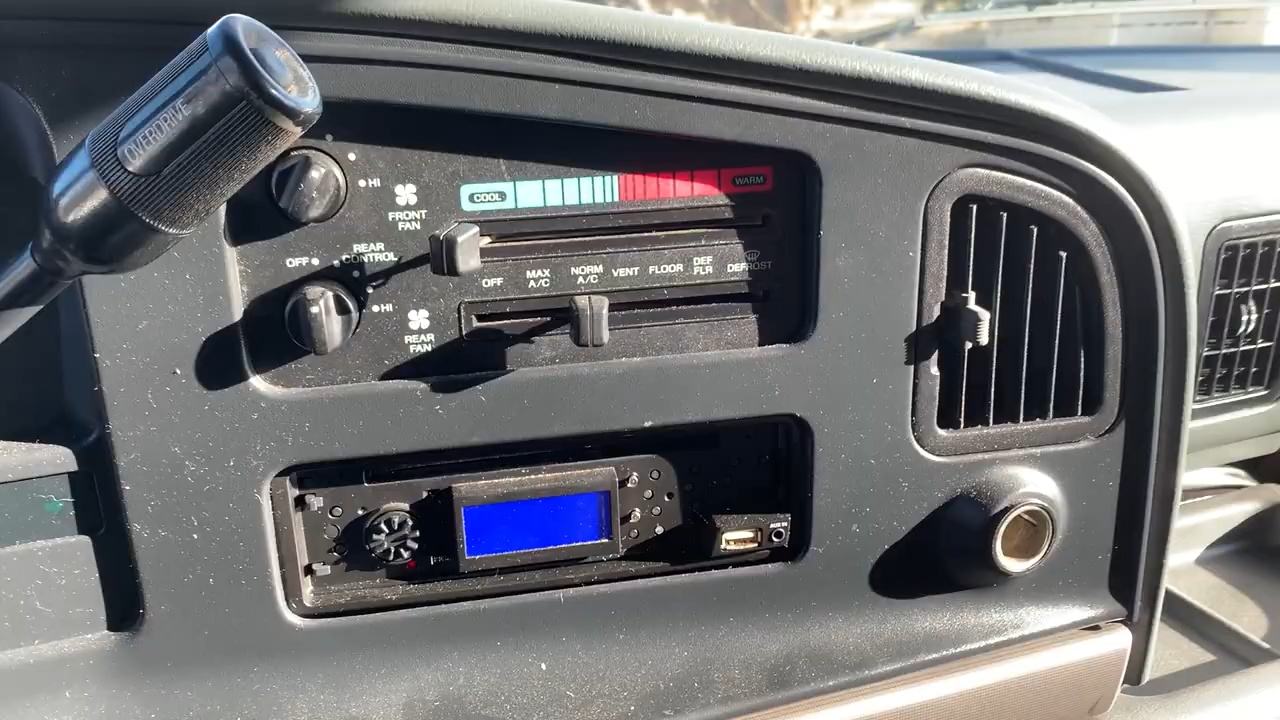 OVERDRIVE
HI
FRONT
FAN
COOL
WARM
OFF
REAR
CONTROL
OFF
MAX
A/C
NORM
A/C
VENT
FLOOR
DEF
FLR
DEFROST
HI
REAR
FAN
AUX IN